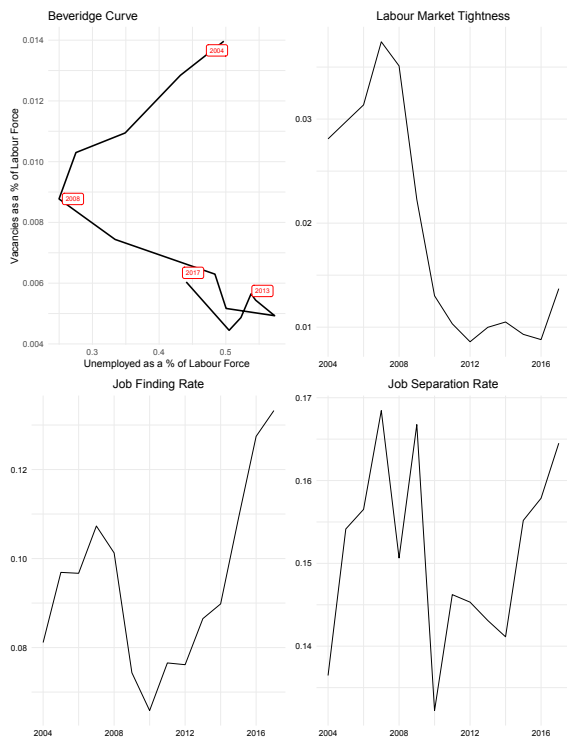 Beveridge Curve
Vacancies as a % of Labour Force
0.014
0.012
0.010
0.008
0.006
0.004
2004
2008
2017
2013
0.3 0.4 0.5
Unemployed as a % of Labour Force
Labour Market Tightness
0.03
0.02
0.01
2004 2008 2012 2016
Job Finding Rate
0.12
0.10
0.08
2004 2008 2012 2016
Job Separation Rate
0.17
0.16
0.15
0.14
2004 2008 2012 2016